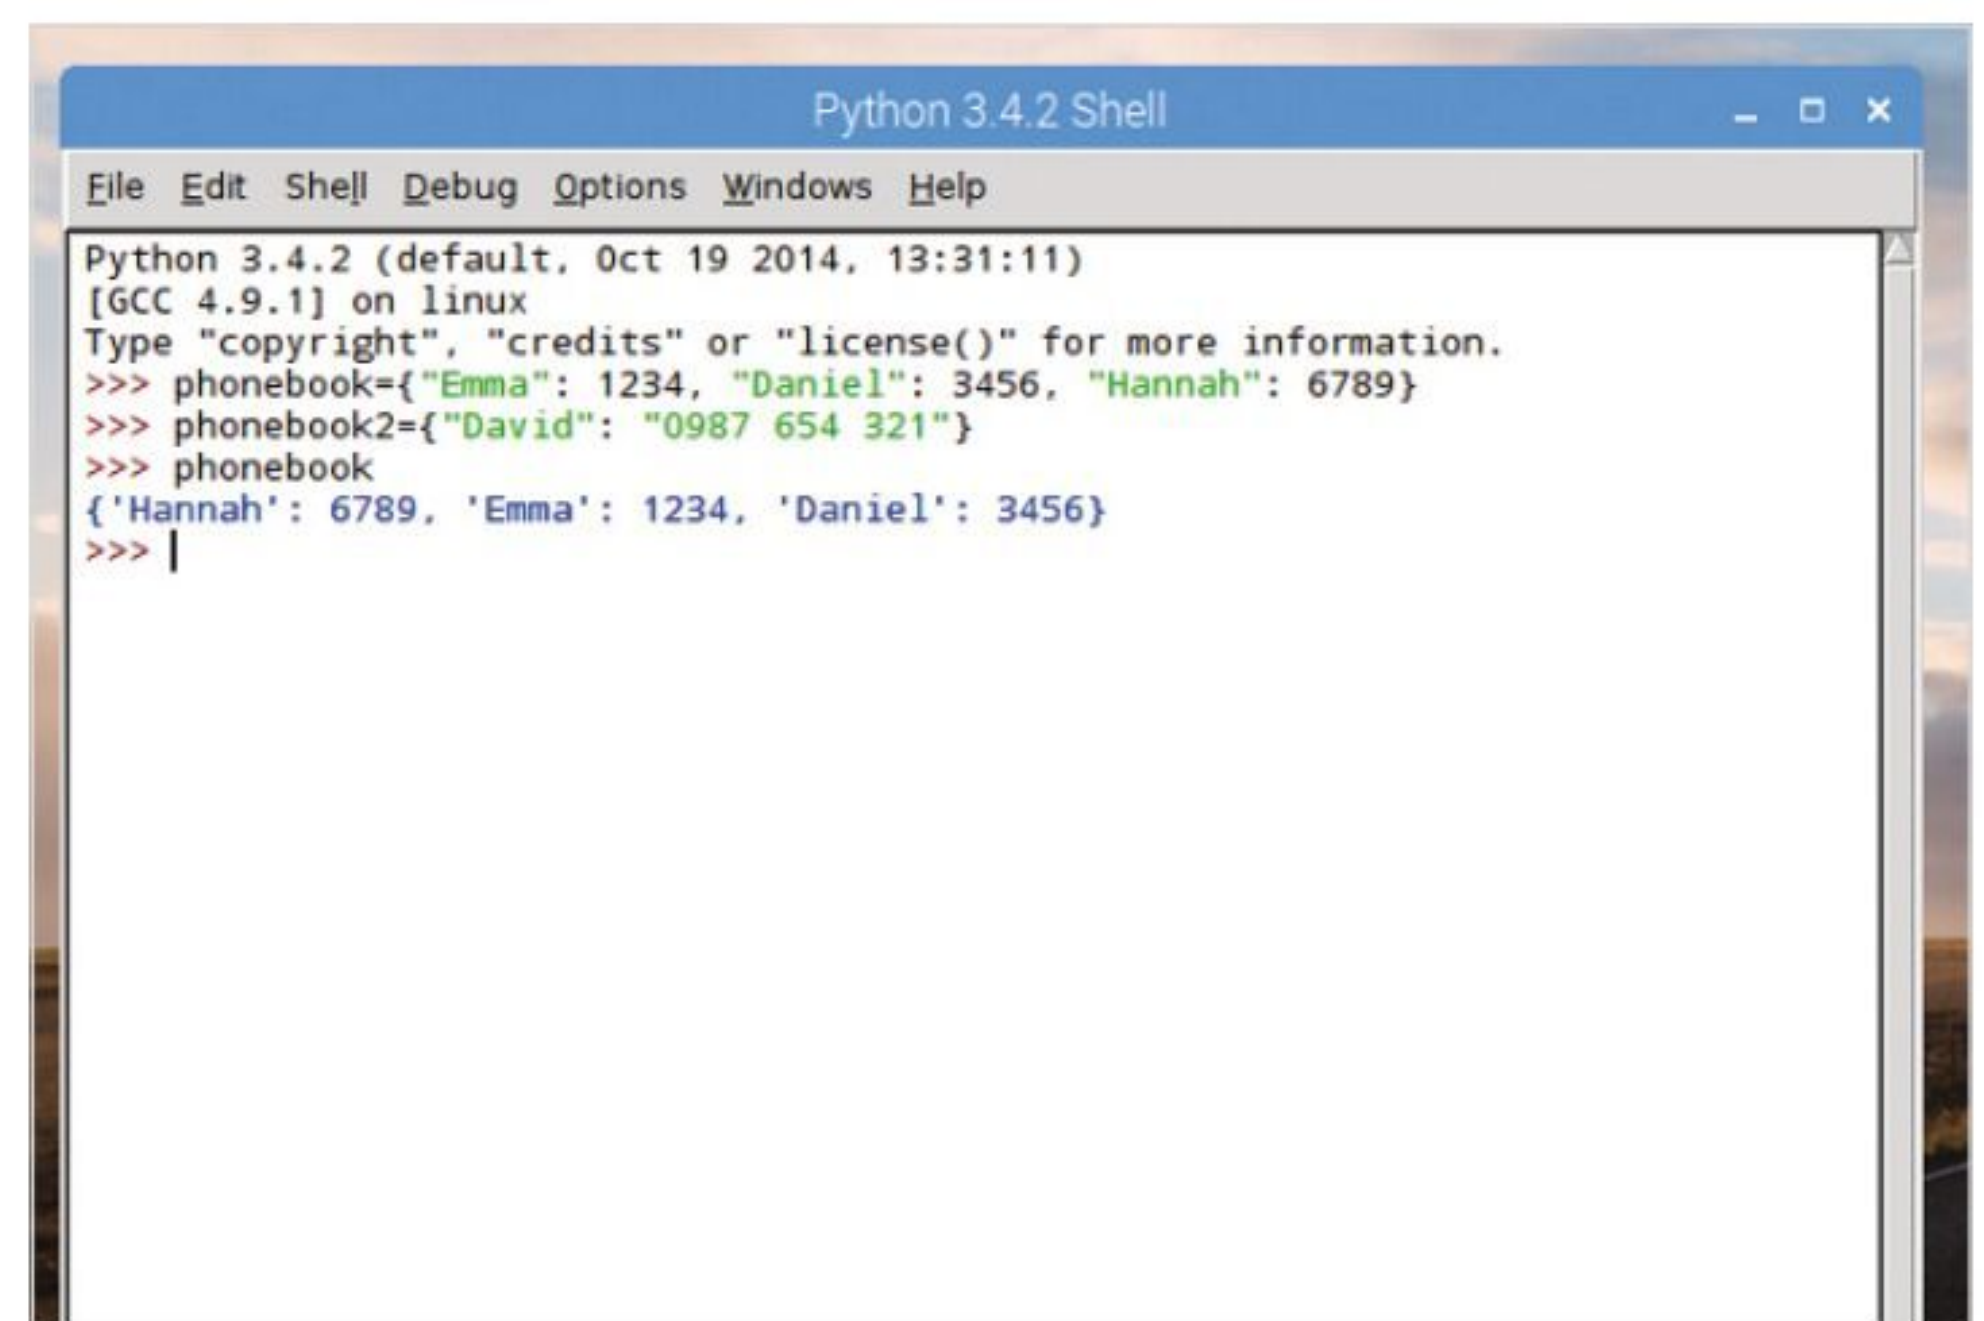 Python 3.4.2 Shell
File Edit Shell Debug Options Windows Help
Python 3.4.2 (default, Oct 19 2014, 13:31:11)
[GCC 4.9.1] on linux
Type "copyright", "credits" or "license()" for more information.
>>> phonebook={"Emma": 1234, "Daniel": 3456, "Hannah": 6789}
>>> phonebook2={"David": "0987 654 321"}
>>> phonebook
{'Hannah': 6789, 'Emma': 1234, 'Daniel': 3456}
>>>